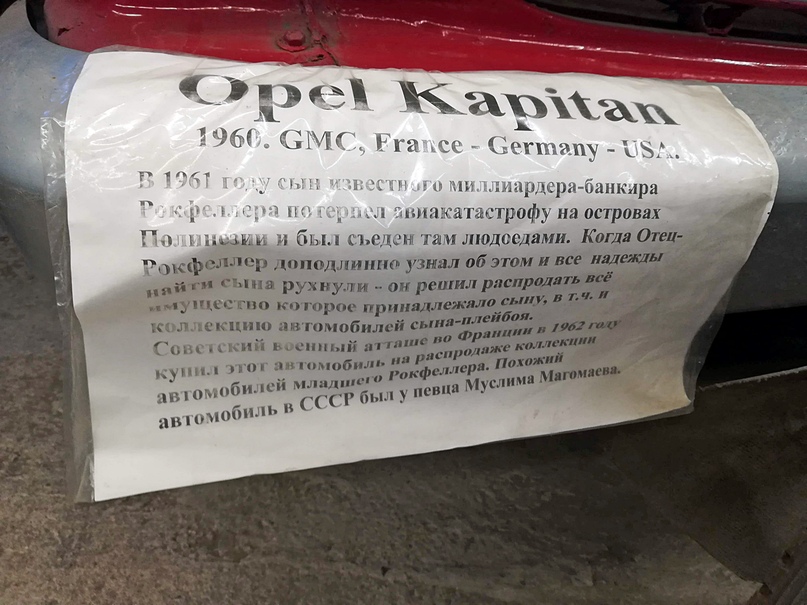 Opel Kapitan
1960. GMC, France - Germany - USA.
В 1961 году сын известного миллиардера-банкира
Рокфеллера потерпел авиакатастрофу на островах
Полинезии и был съеден там людоедами. Когда Отец-
Рокфеллер доподлинно узнал об этом и все надежды
найти сына рухнули - он решил распродать всё
имущество которое принадлежало сыну, в т.ч. и
коллекцию автомобилей сына-плейбоя.
Советский военный атташе во Франции в 1962 году
купил этот автомобиль на распродаже коллекции
автомобилей младшего Рокфеллера. Похожий
автомобиль в СССР был у певца Муслима Магомаева.